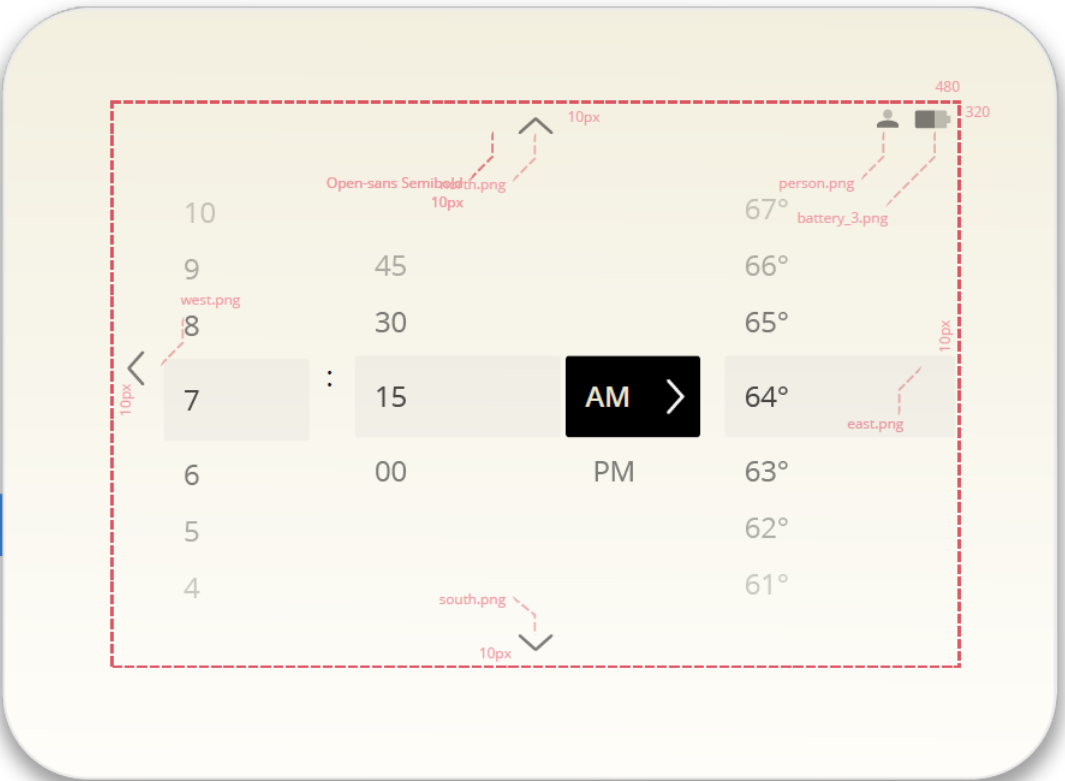 480
320
10px
Open-sans Semibold
north.png
10px
person.png
battery_3.png
10
67°
9
45
66°
west.png
8
30
65°
10px
10px
7
:
15
AM
64°
east.png
6
00
PM
63°
5
62°
4
61°
south.png
10px